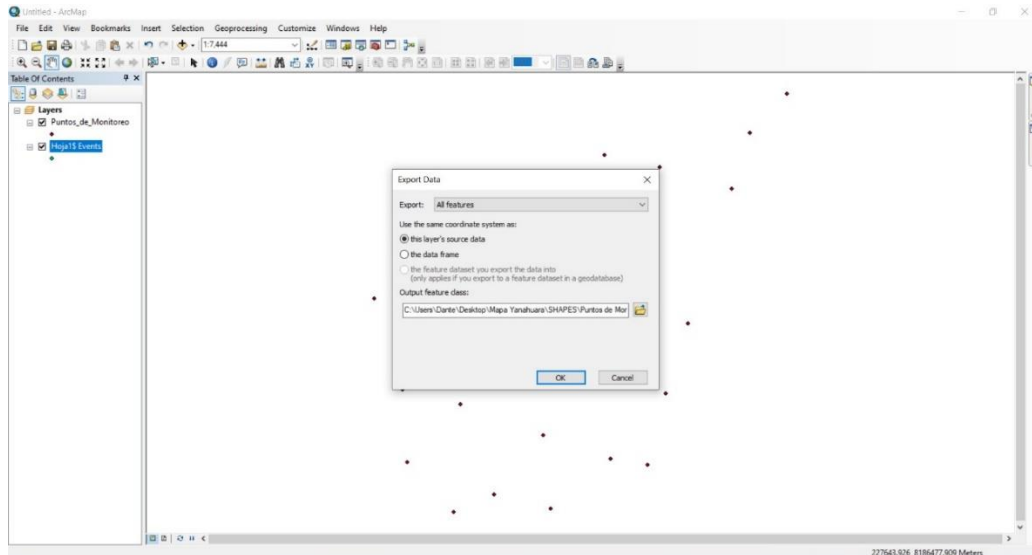 Untitled - ArcMap
File Edit View Bookmarks Insert Selection Geoprocessing Customize Windows Help
1:7,444
Table Of Contents
Layers
Puntos_de_Monitoreo
Hoja1$ Events
Export Data
Export: All features
Use the same coordinate system as:
this layer's source data
the data frame
the feature dataset you export the data into
(only applies if you export to a feature dataset in a geodatabase)
Output feature class:
C:\Users\Dante\Desktop\Mapa Yanahuara\SHAPES\Puntos de Mor
OK Cancel
227643.926 8186477.909 Meters